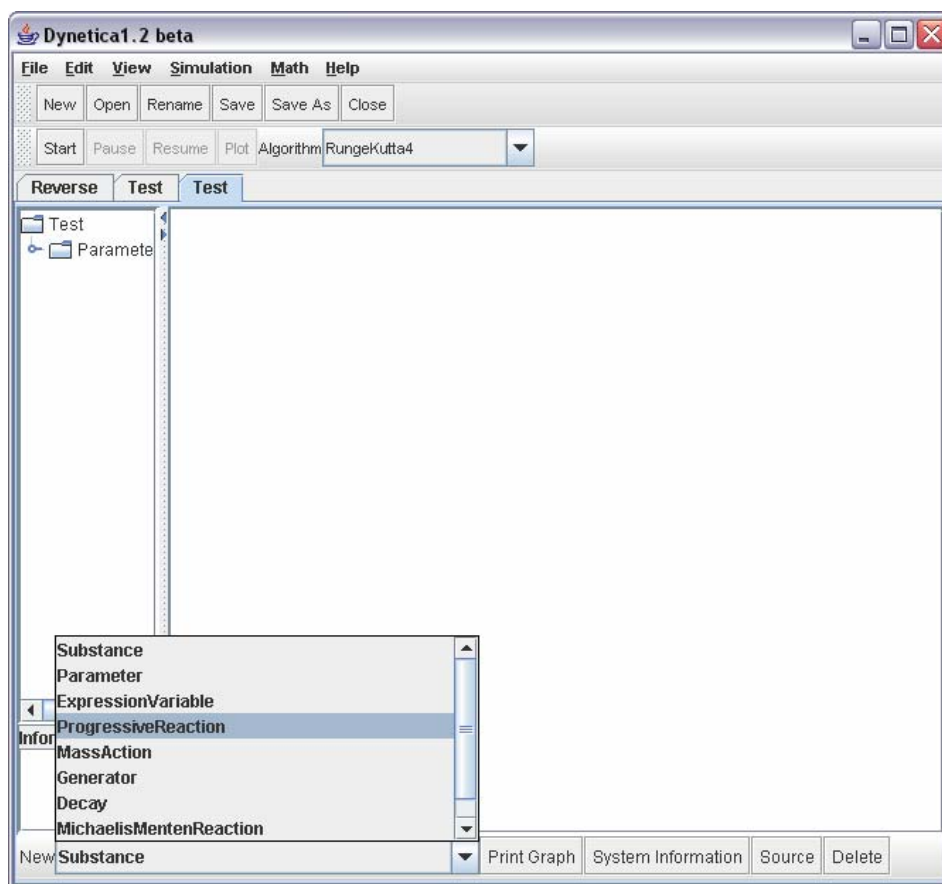 Dynetica1.2 beta
File Edit View Simulation Math Help
New Open Rename Save Save As Close
Start Pause Resume Plot Algorithm RungeKutta4
Reverse Test Test
Test
Paramete
Substance
Parameter
ExpressionVariable
ProgressiveReaction
Infor
MassAction
Generator
Decay
MichaelisMentenReaction
New Substance Print Graph System Information Source Delete